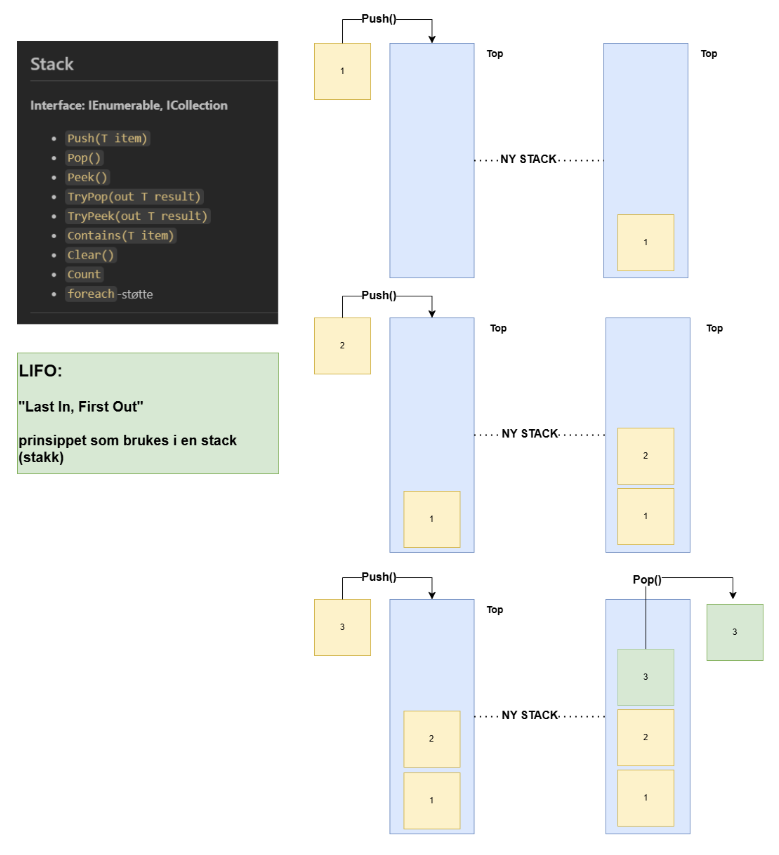 Stack
Interface: IEnumerable, ICollection
Push(T item)
Pop()
Peek()
TryPop(out T result)
TryPeek(out T result)
Contains(T item)
Clear()
Count
foreach-støtte
LIFO:
"Last In, First Out"
prinsippet som brukes i en stack
(stakk)
Push()
1
Top
NY STACK
Top
1
Push()
2
Top
1
NY STACK
Top
2
1
Push()
3
Top
2
1
NY STACK
Pop()
3
3
2
1